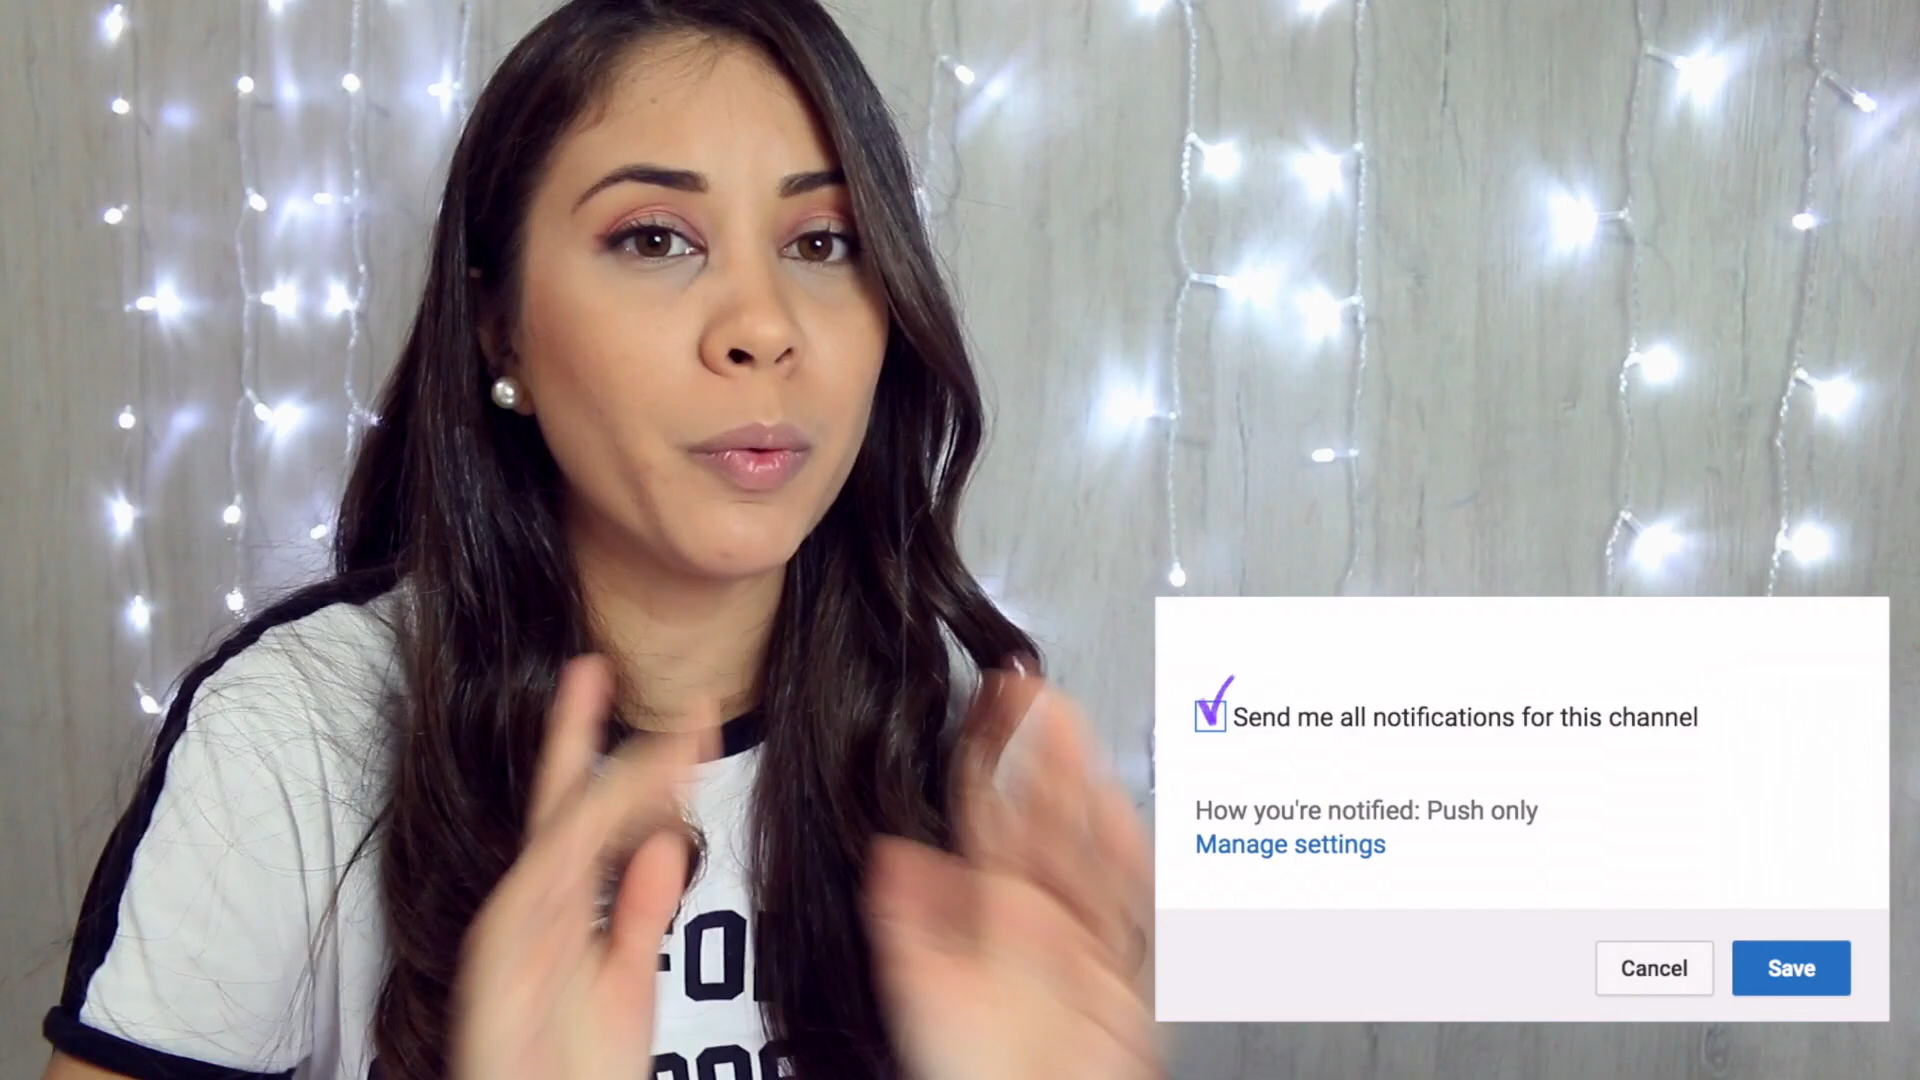 Send me all notifications for this channel
How you're notified: Push only
Manage settings
Cancel
Save